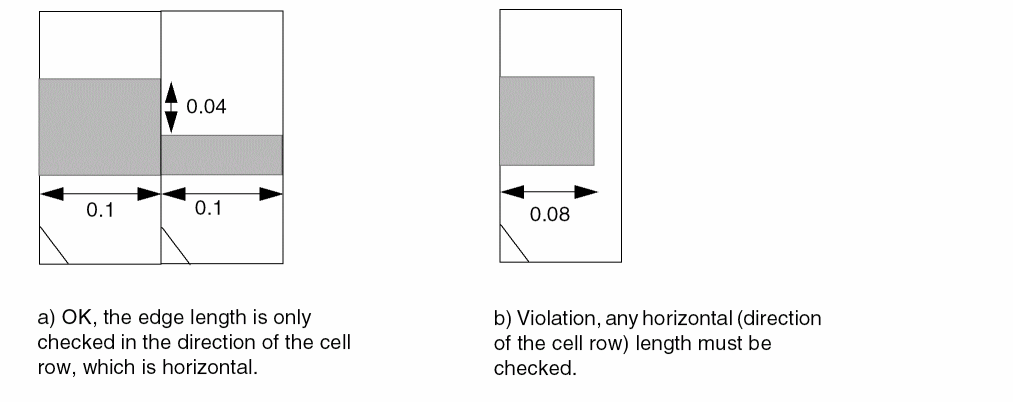 0.04
0.1
0.1
0.08
a) OK, the edge length is only
checked in the direction of the cell
row, which is horizontal.
b) Violation, any horizontal (direction
of the cell row) length must be
checked.